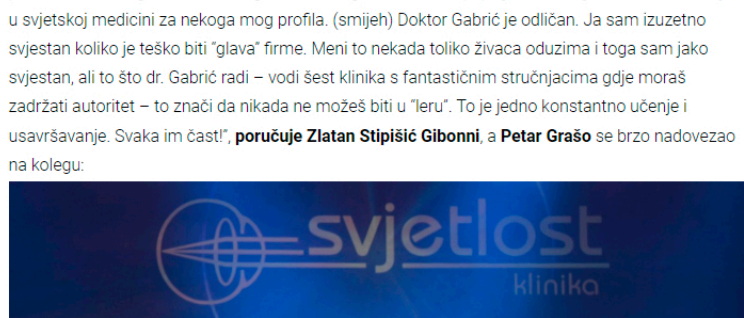 u svjetskoj medicini za nekoga mog profila. (smijeh) Doktor Gabrić je odličan. Ja sam izuzetno
svjestan koliko je teško biti “glava” firme. Meni to nekada toliko živaca oduzima i toga sam jako
svjestan, ali to što dr. Gabrić radi – vodi šest klinika s fantastičnim stručnjacima gdje moraš
zadržati autoritet – to znači da nikada ne možeš biti u “leru”. To je jedno konstantno učenje i
usavršavanje. Svaka im čast!”, poručuje Zlatan Stipišić Gibonni, a Petar Grašo se brzo nadovezao
na kolegu:
svjetlost
klinika